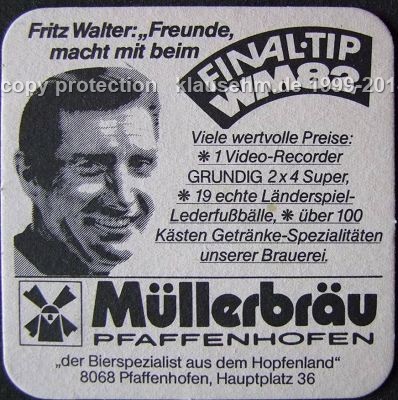 Fritz Walter: „Freunde,
macht mit beim
FINAL·TIP
WM 82
copy protection klausehm.de 1999-201
Viele wertvolle Preise:
✻ 1 Video-Recorder
GRUNDIG 2x4 Super,
✻ 19 echte Länderspiel-
Lederfußbälle, ✻ über 100
Kästen Getränke-Spezialitäten
unserer Brauerei.
Müllerbräu
PFAFFENHOFEN
„der Bierspezialist aus dem Hopfenland"
8068 Pfaffenhofen, Hauptplatz 36